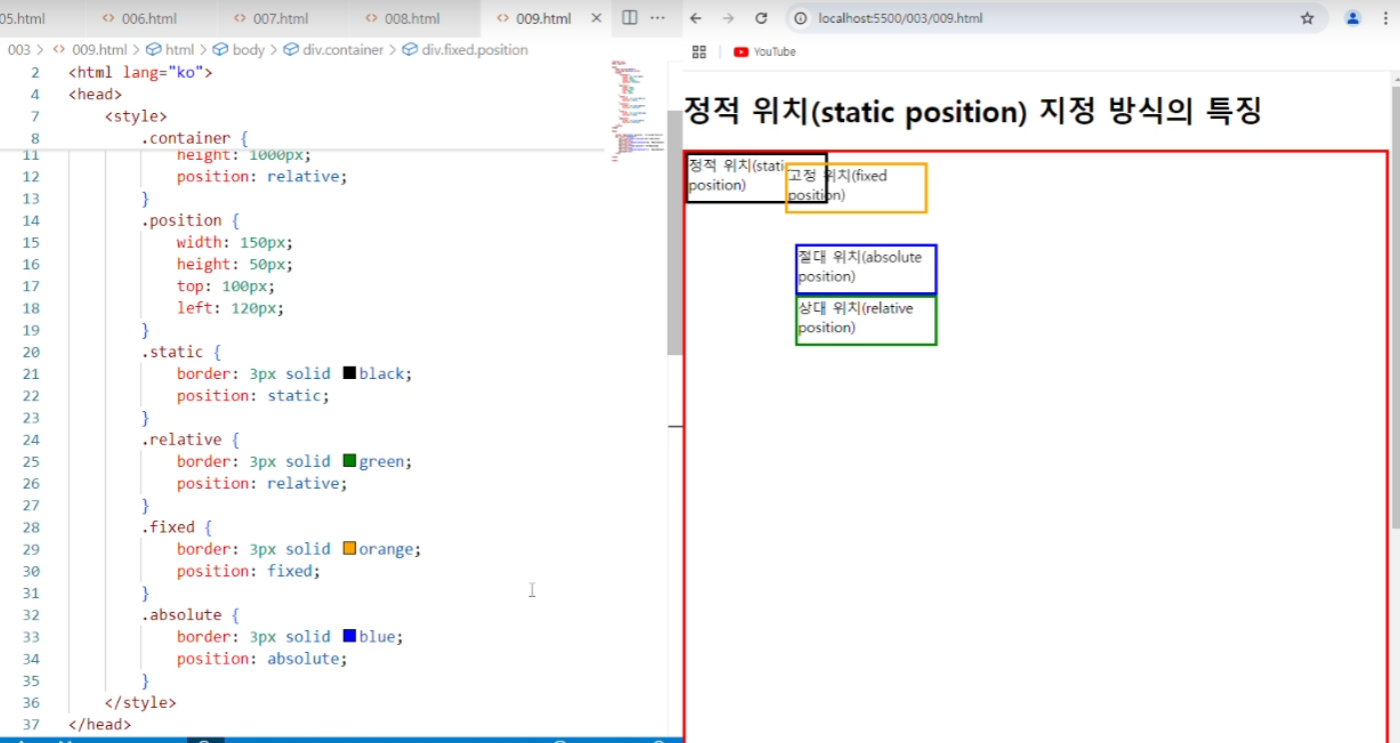 05.html
006.html
007.html
008.html
009.html
003 > 009.html > html > body > div.container > div.fixed.position
2 <html lang="ko">
4 <head>
7 <style>
8 .container {
11 height: 1000px;
12 position: relative;
13 }
14 .position {
15 width: 150px;
16 height: 50px;
17 top: 100px;
18 left: 120px;
19 }
20 .static {
21 border: 3px solid black;
22 position: static;
23 }
24 .relative {
25 border: 3px solid green;
26 position: relative;
27 }
28 .fixed {
29 border: 3px solid orange;
30 position: fixed;
31 }
32 .absolute {
33 border: 3px solid blue;
34 position: absolute;
35 }
36 </style>
37 </head>
localhost:5500/003/009.html
YouTube
정적 위치(static position) 지정 방식의 특징
정적 위치(static
position)
고정 위치(fixed
position)
절대 위치(absolute
position)
상대 위치(relative
position)